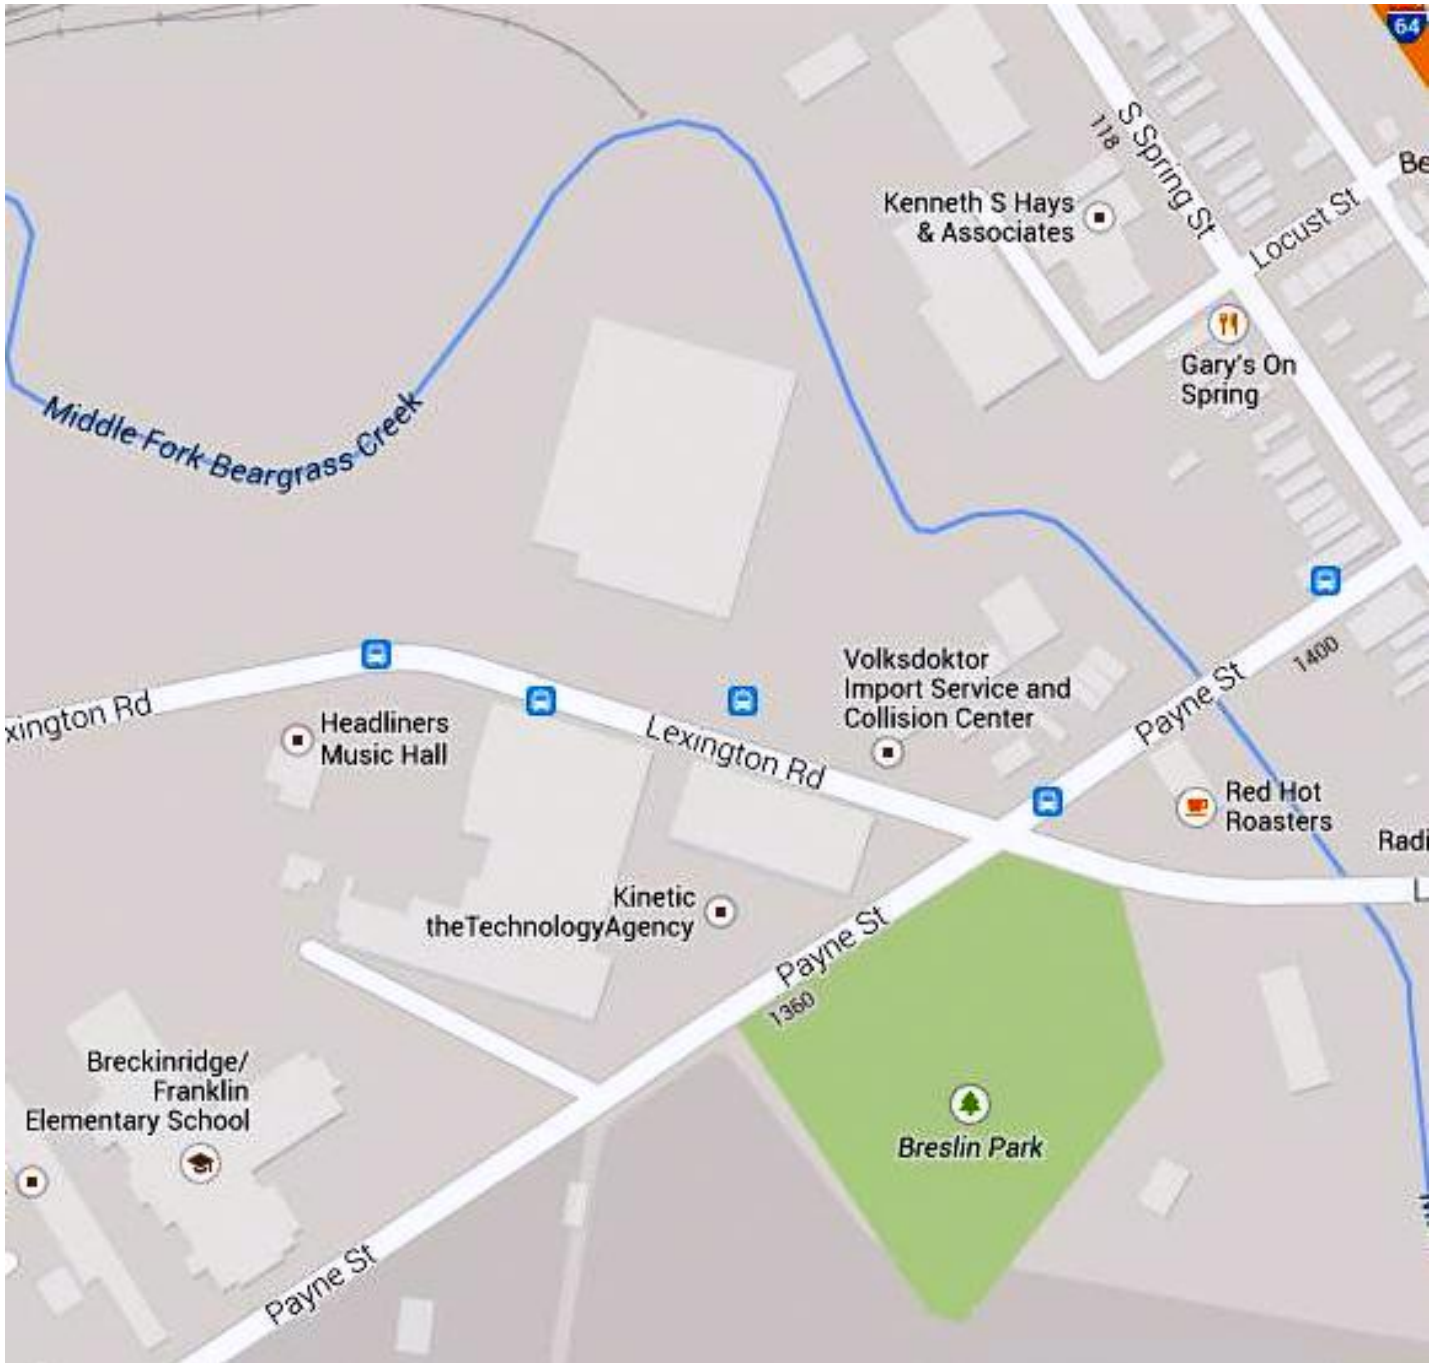 64
S Spring St
118
Be
Kenneth S Hays
& Associates
Locust St
Gary's On
Spring
Middle Fork Beargrass Creek
1400
Volksdoktor
Import Service and
Collision Center
Payne St
xington Rd
Headliners
Music Hall
Lexington Rd
Red Hot
Roasters
Radi
L
Kinetic
theTechnologyAgency
Payne St
1360
Breckinridge/
Franklin
Elementary School
Breslin Park
Payne St